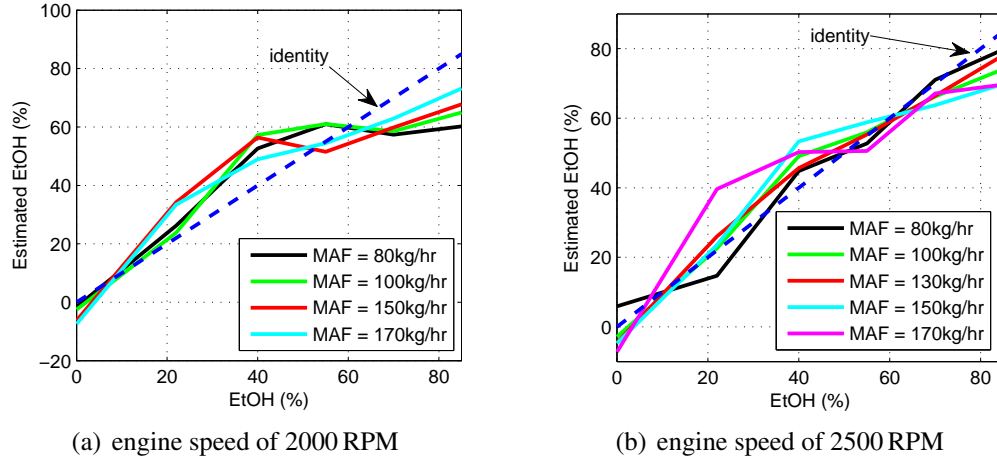 100
80
60
40
20
0
−20
Estimated EtOH (%)
identity
MAF = 80kg/hr
MAF = 100kg/hr
MAF = 150kg/hr
MAF = 170kg/hr
0 20 40 60 80
EtOH (%)
(a) engine speed of 2000 RPM
80
60
40
20
0
Estimated EtOH (%)
identity
MAF = 80kg/hr
MAF = 100kg/hr
MAF = 130kg/hr
MAF = 150kg/hr
MAF = 170kg/hr
0 20 40 60 80
EtOH (%)
(b) engine speed of 2500 RPM